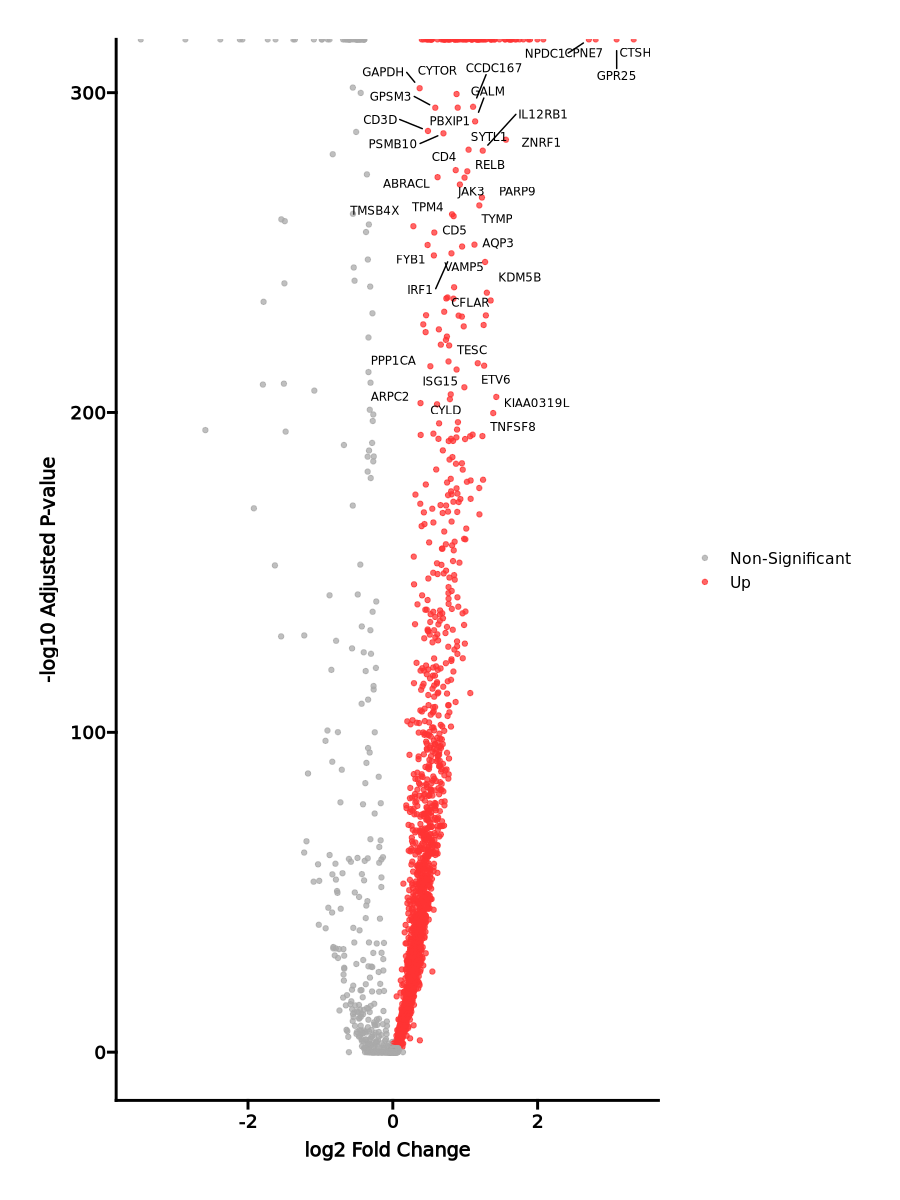 NPDC1
CPNE7
CTSH
GPR25
GAPDH
CYTOR
CCDC167
GPSM3
GALM
CD3D
PBXIP1
IL12RB1
PSMB10
SYTL1
ZNRF1
CD4
RELB
ABRACL
JAK3
PARP9
TMSB4X
TPM4
TYMP
CD5
AQP3
FYB1
VAMP5
KDM5B
IRF1
CFLAR
TESC
PPP1CA
ISG15
ETV6
ARPC2
CYLD
KIAA0319L
TNFSF8
300
200
100
0
-2
0
2
-log10 Adjusted P-value
log2 Fold Change
Non-Significant
Up